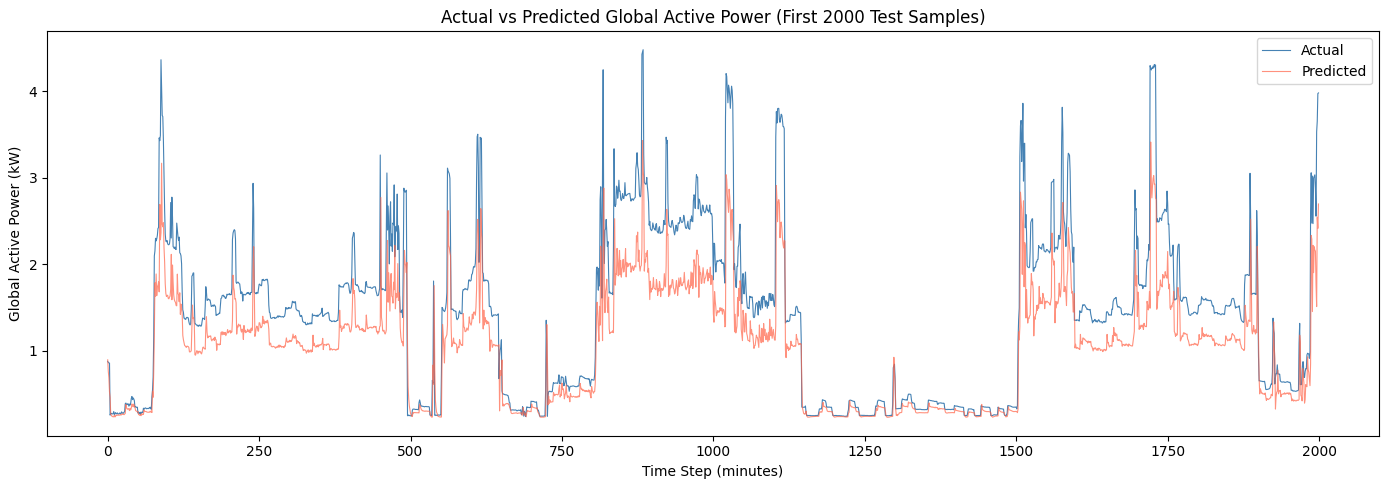 Actual vs Predicted Global Active Power (First 2000 Test Samples)
Actual
Predicted
Global Active Power (kW)
4
3
2
1
0
250
500
750
1000
1250
1500
1750
2000
Time Step (minutes)